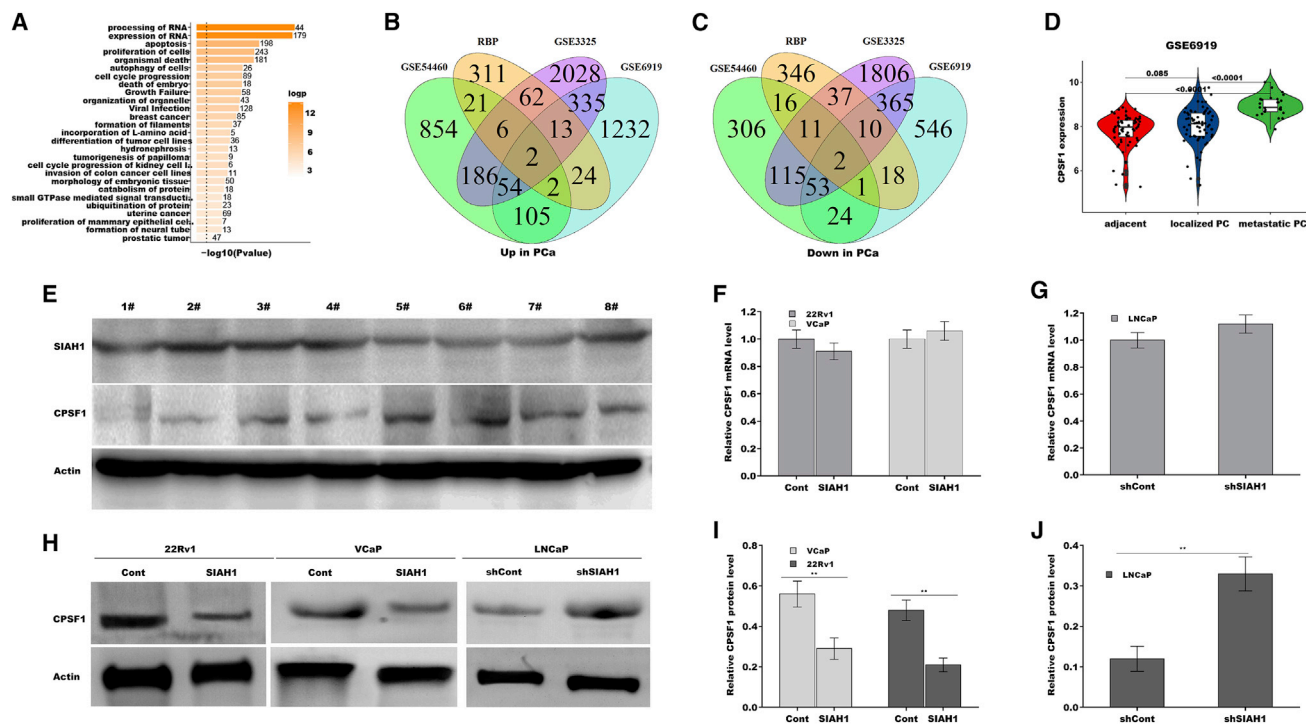 A
processing of RNA 44
expression of RNA 179
apoptosis 198
proliferation of cells 243
organismal death 181
autophagy of cells 26
cell cycle progression 89
death of embryo 18
Growth Failure 58
organization of organelle 43
Viral Infection 128
breast cancer 85
formation of filaments 37
incorporation of L-amino acid 5
differentiation of tumor cell lines 36
hydronephrosis 13
tumorigenesis of papilloma 9
cell cycle progression of kidney cell l.. 6
invasion of colon cancer cell lines 11
morphology of embryonic tissue 50
catabolism of protein 18
small GTPase mediated signal transducti.. 18
ubiquitination of protein 23
uterine cancer 69
proliferation of mammary epithelial cel.. 7
formation of neural tube 13
prostatic tumor 47
−log10(Pvalue)
logp
12
9
6
3
B
RBP GSE3325
GSE54460 GSE6919
311 2028
21 62 335
854 6 13 1232
2
186 54 2 24
105
Up in PCa
C
RBP GSE3325
GSE54460 GSE6919
346 1806
16 37 365
306 11 10 546
2
115 53 1 18
24
Down in PCa
D
GSE6919
CPSF1 expression
10
8
6
0.085 <0.0001
<0.0001*
adjacent localized PC metastatic PC
E
1# 2# 3# 4# 5# 6# 7# 8#
SIAH1
CPSF1
Actin
F
Relative CPSF1 mRNA level
1.2
1.0
0.8
0.6
0.4
0.2
0.0
22Rv1
VCaP
Cont SIAH1 Cont SIAH1
G
Relative CPSF1 mRNA level
1.2
1.0
0.8
0.6
0.4
0.2
0.0
LNCaP
shCont shSIAH1
H
22Rv1 VCaP LNCaP
Cont SIAH1 Cont SIAH1 shCont shSIAH1
CPSF1
Actin
I
Relative CPSF1 protein level
0.8
0.7
0.6
0.5
0.4
0.3
0.2
0.1
0.0
VCaP
22Rv1
** **
Cont SIAH1 Cont SIAH1
J
Relative CPSF1 protein level
0.4
0.3
0.2
0.1
0.0
**
LNCaP
shCont shSIAH1